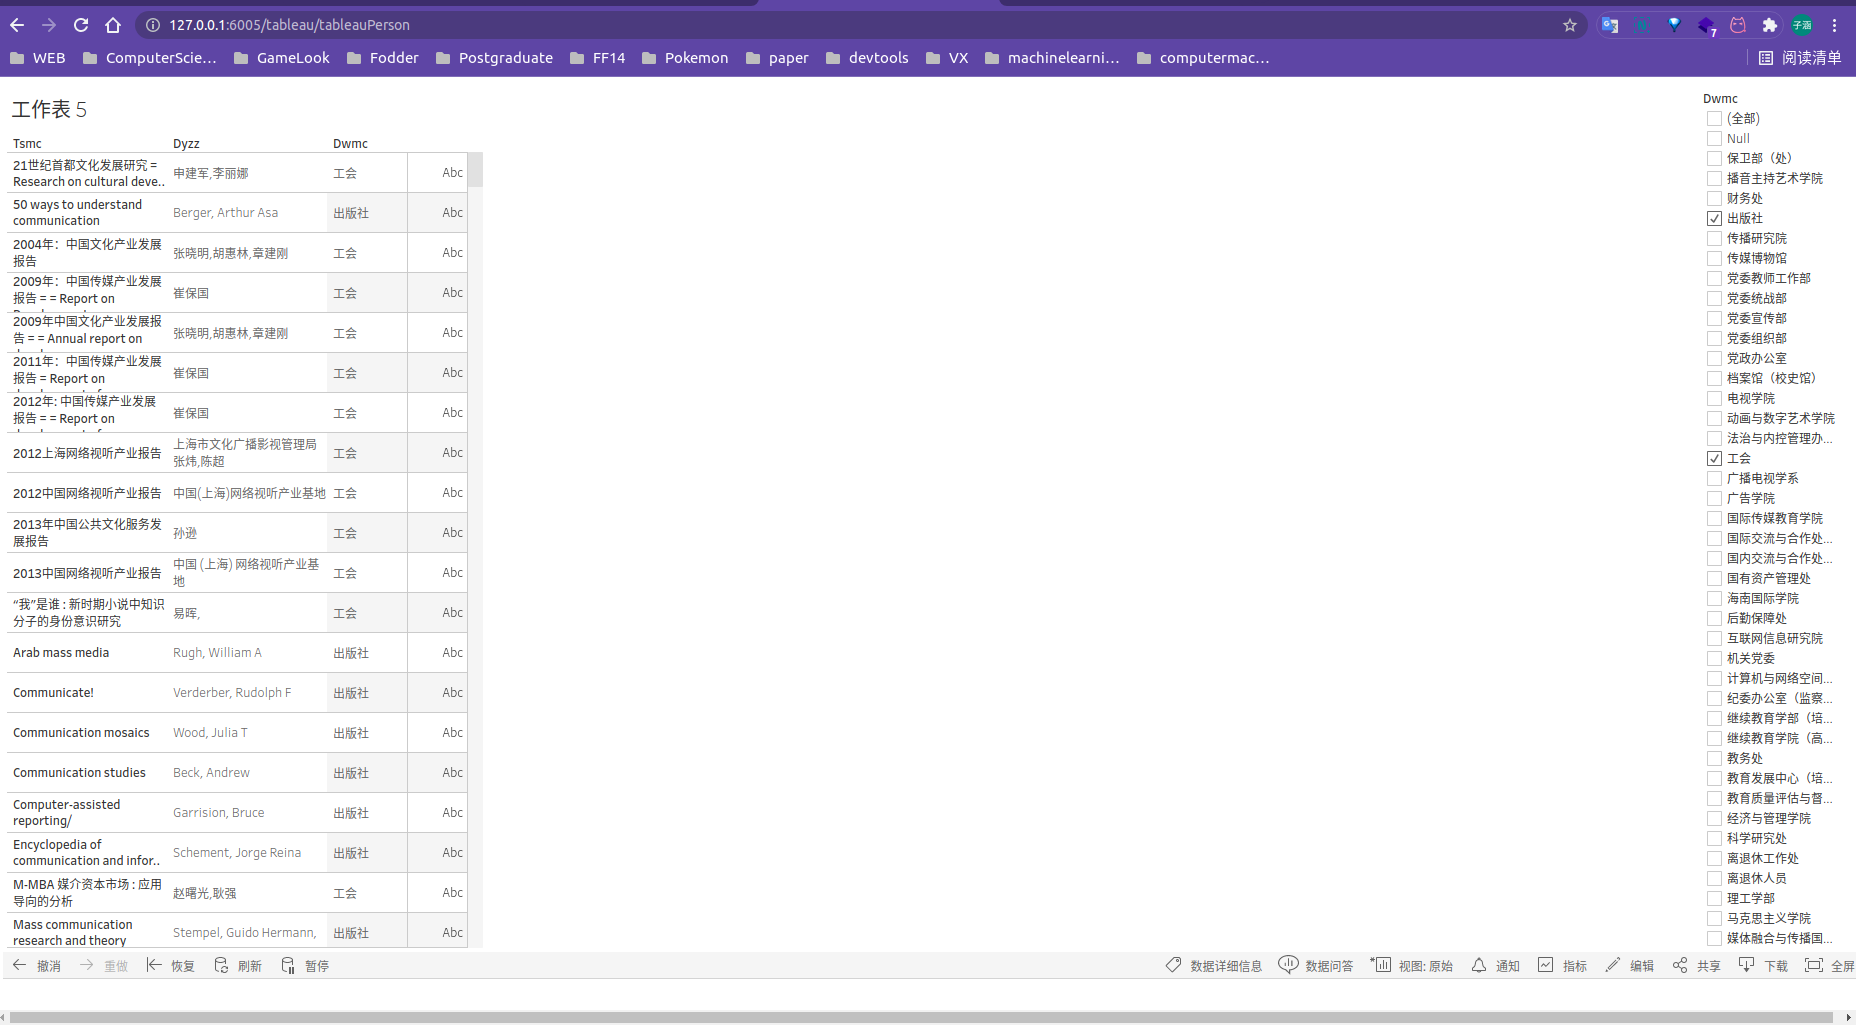 127.0.0.1:6005/tableau/tableauPerson
7
子涵
WEB
ComputerScie...
GameLook
Fodder
Postgraduate
FF14
Pokemon
paper
devtools
VX
machinelearni...
computermac...
阅读清单
工作表 5
Tsmc Dyzz Dwmc
21世纪首都文化发展研究 =
Research on cultural deve..
申建军,李丽娜
工会
Abc
50 ways to understand
communication
Berger, Arthur Asa
出版社
Abc
2004年：中国文化产业发展
报告
张晓明,胡惠林,章建刚
工会
Abc
2009年：中国传媒产业发展
报告 = = Report on
崔保国
工会
Abc
2009年中国文化产业发展报
告 = = Annual report on
张晓明,胡惠林,章建刚
工会
Abc
2011年：中国传媒产业发展
报告 = Report on
崔保国
工会
Abc
2012年: 中国传媒产业发展
报告 = = Report on
崔保国
工会
Abc
2012上海网络视听产业报告
上海市文化广播影视管理局
张炜,陈超
工会
Abc
2012中国网络视听产业报告
中国(上海)网络视听产业基地
工会
Abc
2013年中国公共文化服务发
展报告
孙逊
工会
Abc
2013中国网络视听产业报告
中国 (上海) 网络视听产业基
地
工会
Abc
“我”是谁 : 新时期小说中知识
分子的身份意识研究
易晖,
工会
Abc
Arab mass media
Rugh, William A
出版社
Abc
Communicate!
Verderber, Rudolph F
出版社
Abc
Communication mosaics
Wood, Julia T
出版社
Abc
Communication studies
Beck, Andrew
出版社
Abc
Computer-assisted
reporting/
Garrision, Bruce
出版社
Abc
Encyclopedia of
communication and infor..
Schement, Jorge Reina
出版社
Abc
M-MBA 媒介资本市场 : 应用
导向的分析
赵曙光,耿强
工会
Abc
Mass communication
research and theory
Stempel, Guido Hermann,
出版社
Abc
Dwmc
(全部)
Null
保卫部（处）
播音主持艺术学院
财务处
出版社
传播研究院
传媒博物馆
党委教师工作部
党委统战部
党委宣传部
党委组织部
党政办公室
档案馆（校史馆）
电视学院
动画与数字艺术学院
法治与内控管理办...
工会
广播电视学系
广告学院
国际传媒教育学院
国际交流与合作处...
国内交流与合作处...
国有资产管理处
海南国际学院
后勤保障处
互联网信息研究院
机关党委
计算机与网络空间...
纪委办公室（监察...
继续教育学部（培...
继续教育学院（高...
教务处
教育发展中心（培...
教育质量评估与督...
经济与管理学院
科学研究处
离退休工作处
离退休人员
理工学部
马克思主义学院
媒体融合与传播国...
撤消
重做
恢复
刷新
暂停
数据详细信息
数据问答
视图: 原始
通知
指标
编辑
共享
下载
全屏